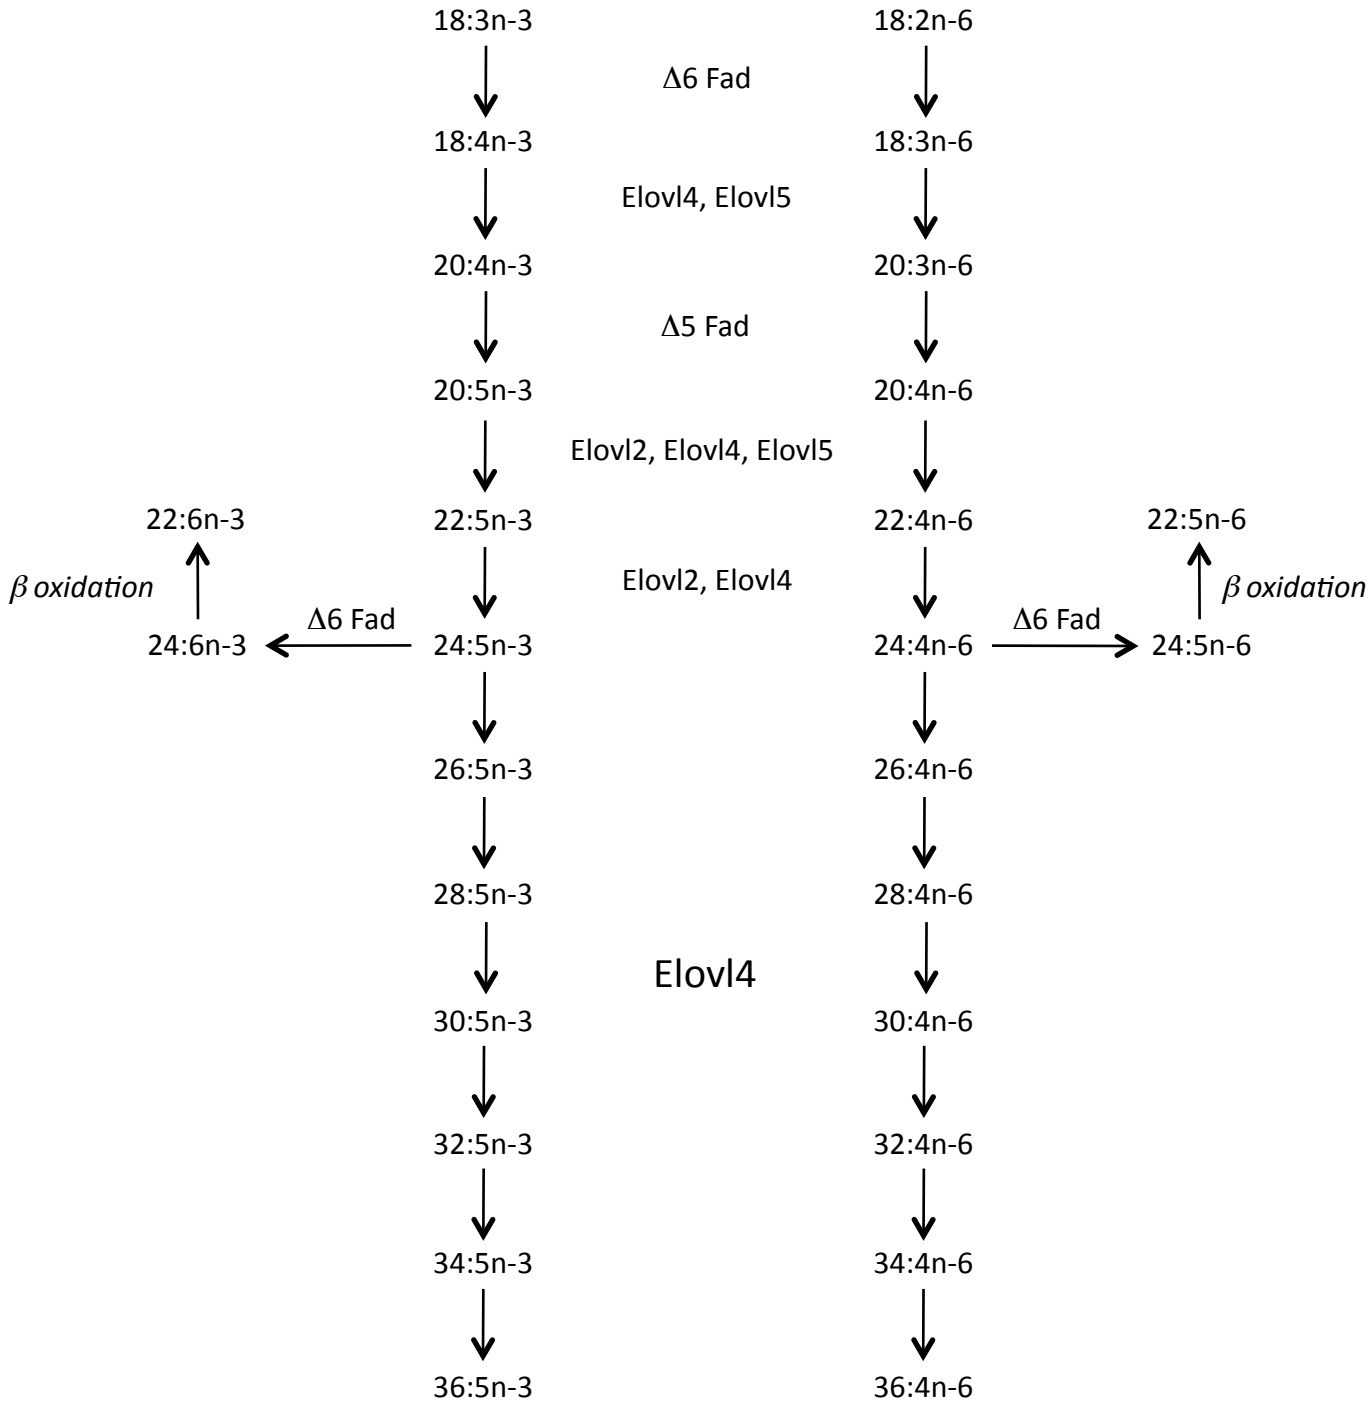 18:3n-3
18:2n-6
Δ6 Fad
18:4n-3
18:3n-6
Elovl4, Elovl5
20:4n-3
20:3n-6
Δ5 Fad
20:5n-3
20:4n-6
Elovl2, Elovl4, Elovl5
22:6n-3
22:5n-3
22:4n-6
22:5n-6
β oxidation
Elovl2, Elovl4
β oxidation
Δ6 Fad
Δ6 Fad
24:6n-3
24:5n-3
24:4n-6
24:5n-6
26:5n-3
26:4n-6
28:5n-3
28:4n-6
Elovl4
30:5n-3
30:4n-6
32:5n-3
32:4n-6
34:5n-3
34:4n-6
36:5n-3
36:4n-6